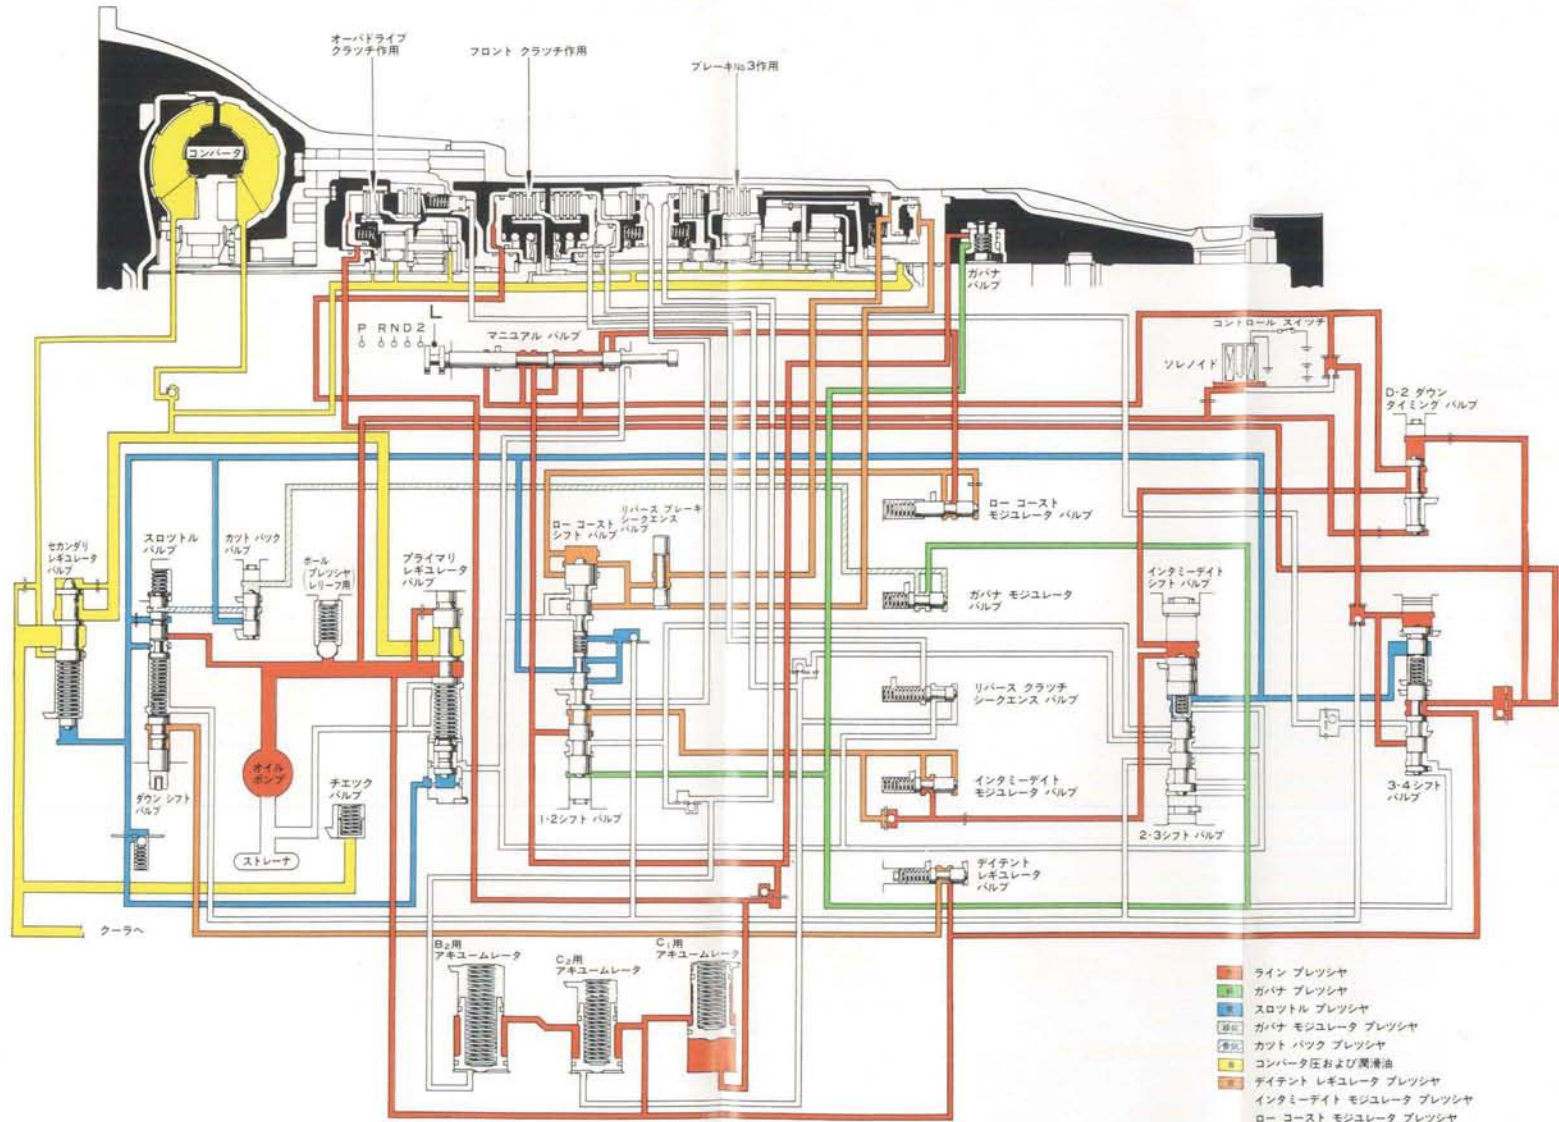 オーバドライブ
クラッチ作用
フロント クラッチ作用
ブレーキNo.3作用
コンバータ
ガバナ
バルブ
L
P R N D 2
マニュアル バルブ
コントロール スイッチ
ソレノイド
D-2 ダウン
タイミング バルブ
ロー コースト
モジュレータ バルブ
リバース ブレーキ
シークエンス
バルブ
ロー コースト
シフト バルブ
セカンダリ
レギュレータ
バルブ
スロットル
バルブ
カット バック
バルブ
ボール
プレッシャ
リリーフ用
プライマリ
レギュレータ
バルブ
ガバナ モジュレータ
バルブ
インタミーデイト
シフト バルブ
リバース クラッチ
シークエンス バルブ
オイル
ポンプ
チェック
バルブ
ダウン シフト
バルブ
インタミーデイト
モジュレータ バルブ
3-4シフト
バルブ
1-2シフト バルブ
2-3シフト バルブ
ストレーナ
デイテント
レギュレータ
バルブ
クーラへ
B₂用
アキュームレータ
C₂用
アキュームレータ
C₁用
アキュームレータ
ライン プレッシャ
ガバナ プレッシャ
スロットル プレッシャ
ガバナ モジュレータ プレッシャ
カット バック プレッシャ
コンバータ圧および潤滑油
デイテント レギュレータ プレッシャ
インタミーデイト モジュレータ プレッシャ
ロー コースト モジュレータ プレッシャ